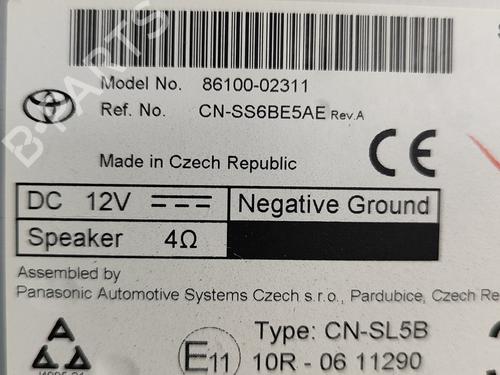 Model No. 86100-02311
Ref. No. CN-SS6BE5AE Rev.A
Made in Czech Republic
CE
DC 12V Negative Ground
Speaker 4Ω
Assembled by
Panasonic Automotive Systems Czech s.r.o., Pardubice, Czech Re
Type: CN-SL5B
E11 10R - 06 11290
B-PARTS